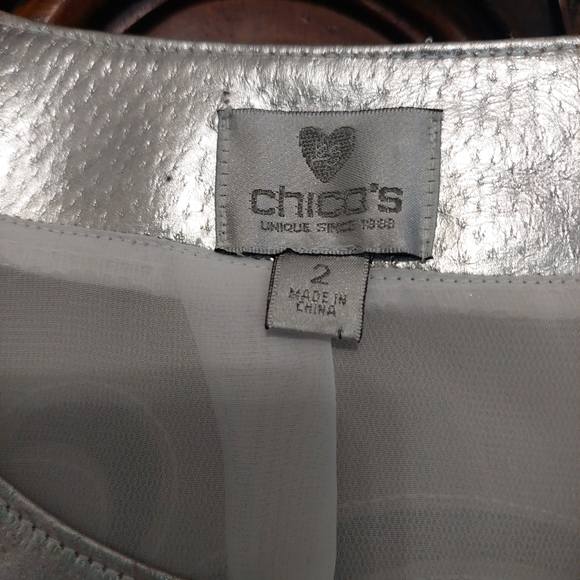 chico's
UNIQUE SINCE 1983
2
MADE IN
CHINA